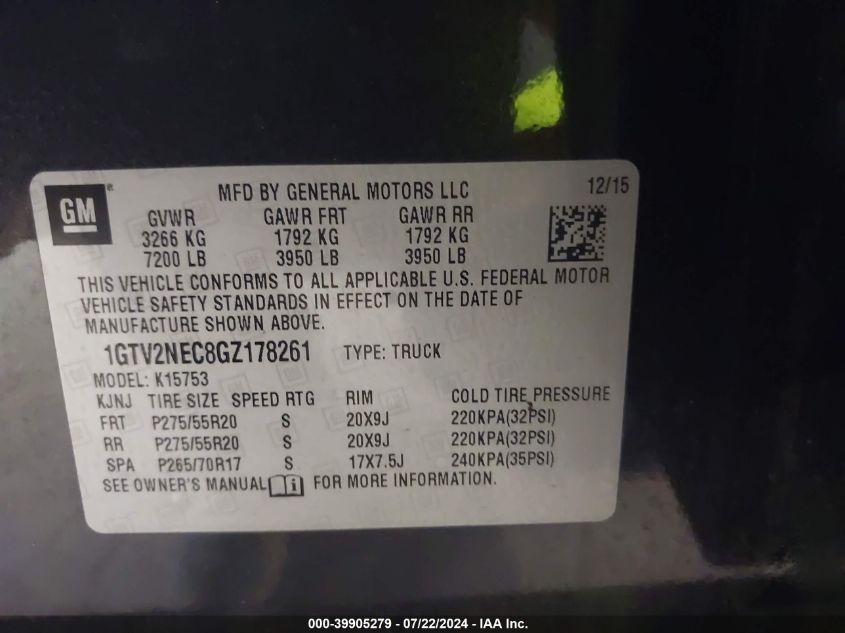 GM
®
MFD BY GENERAL MOTORS LLC
12/15
GVWR GAWR FRT GAWR RR
3266 KG 1792 KG 1792 KG
7200 LB 3950 LB 3950 LB
THIS VEHICLE CONFORMS TO ALL APPLICABLE U.S. FEDERAL MOTOR
VEHICLE SAFETY STANDARDS IN EFFECT ON THE DATE OF
MANUFACTURE SHOWN ABOVE.
1GTV2NEC8GZ178261 TYPE: TRUCK
MODEL: K15753
KJNJ TIRE SIZE SPEED RTG RIM COLD TIRE PRESSURE
FRT P275/55R20 S 20X9J 220KPA(32PSI)
RR P275/55R20 S 20X9J 220KPA(32PSI)
SPA P265/70R17 S 17X7.5J 240KPA(35PSI)
SEE OWNER'S MANUAL i FOR MORE INFORMATION.
000-39905279 - 07/22/2024 - IAA Inc.